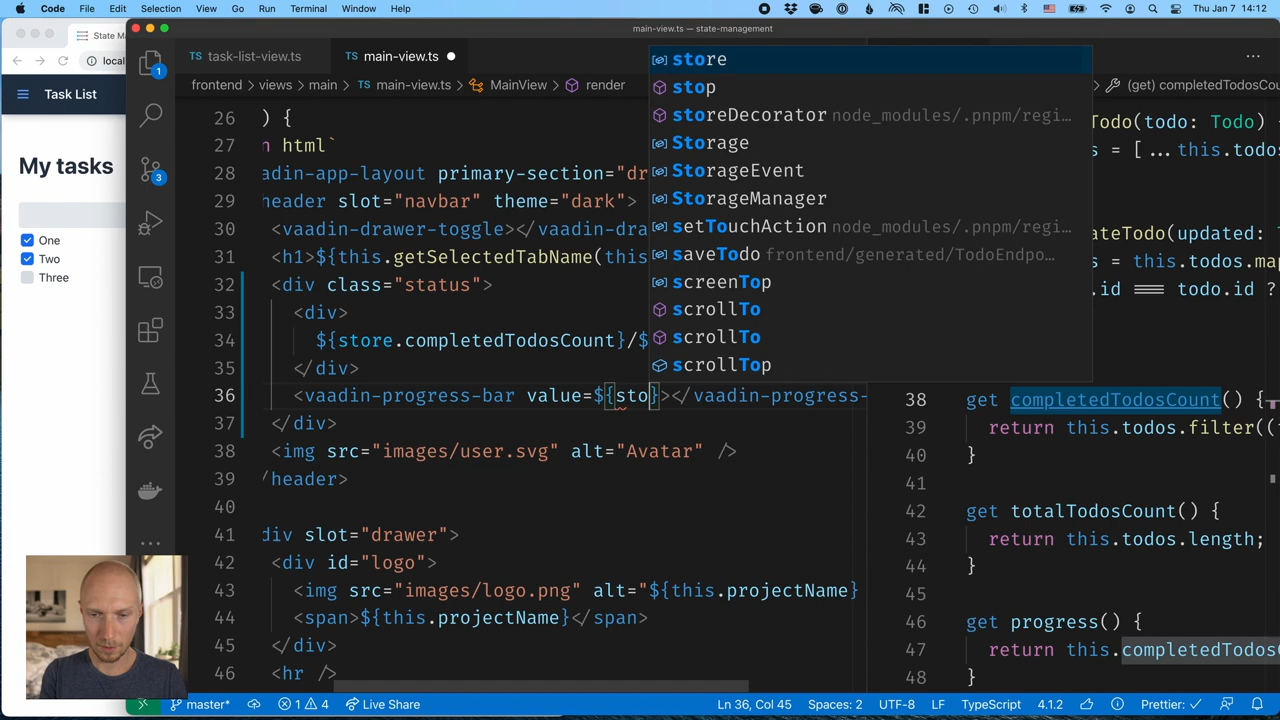 Code File Edit Selection View Go Run Terminal Window Help
Thu Jan 7 14:12
State M
local
Task List
My tasks
One
Two
Three
main-view.ts — state-management
TS task-list-view.ts
TS main-view.ts
frontend > views > main > TS main-view.ts > MainView > render
1
3
26 ) {
27 n html`
28 aadin-app-layout primary-section="dr
29 header slot="navbar" theme="dark">
30 <vaadin-drawer-toggle></vaadin-dra
31 <h1>${this.getSelectedTabName(this
32 <div class="status">
33 <div>
34 ${store.completedTodosCount}/$
35 </div>
36 <vaadin-progress-bar value=${sto}></vaadin-progress-
37 </div>
38 <img src="images/user.svg" alt="Avatar" />
39 /header>
40
41 div slot="drawer">
42 <div id="logo">
43 <img src="images/logo.png" alt="${this.projectName}
44 <span>${this.projectName}</span>
45 </div>
46 <hr />
store
stop
storeDecorator node_modules/.pnpm/regi...
Storage
StorageEvent
StorageManager
setTouchAction node_modules/.pnpm/regi...
saveTodo frontend/generated/TodoEndpo...
screenTop
scrollTo
scrollTo
scrollTop
(get) completedTodosCou
Todo(todo: Todo) {
s = [ ...this.todos
ateTodo(updated:
s = this.todos.map
.id === todo.id ?
38 get completedTodosCount() {
39 return this.todos.filter((
40 }
41
42 get totalTodosCount() {
43 return this.todos.length;
44 }
45
46 get progress() {
47 return this.completedTodosC
48 }
master*
1 4
Live Share
Ln 36, Col 45
Spaces: 2
UTF-8
LF
TypeScript
4.1.2
Prettier: ✓